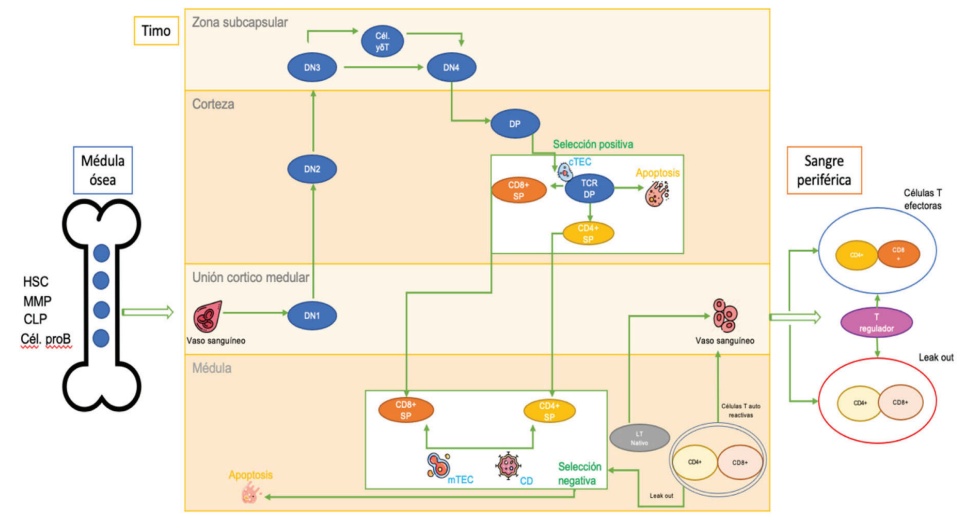 Timo
Zona subcapsular
Cél.
γδT
DN3
DN4
Corteza
DP
Selección positiva
cTEC
DN2
CD8+
SP
TCR
DP
Apoptosis
CD4+
SP
Médula
ósea
HSC
MMP
CLP
Cél. proB
Unión cortico medular
Vaso sanguíneo
DN1
Vaso sanguíneo
Médula
CD8+
SP
CD4+
SP
mTEC
CD
Selección
negativa
Apoptosis
LT
Naïve
Células T auto
reactivas
CD4+
CD8+
Leak out
Sangre
periférica
Células T
efectoras
CD4+
CD8
+
T
regulador
Leak out
CD4+
CD8+